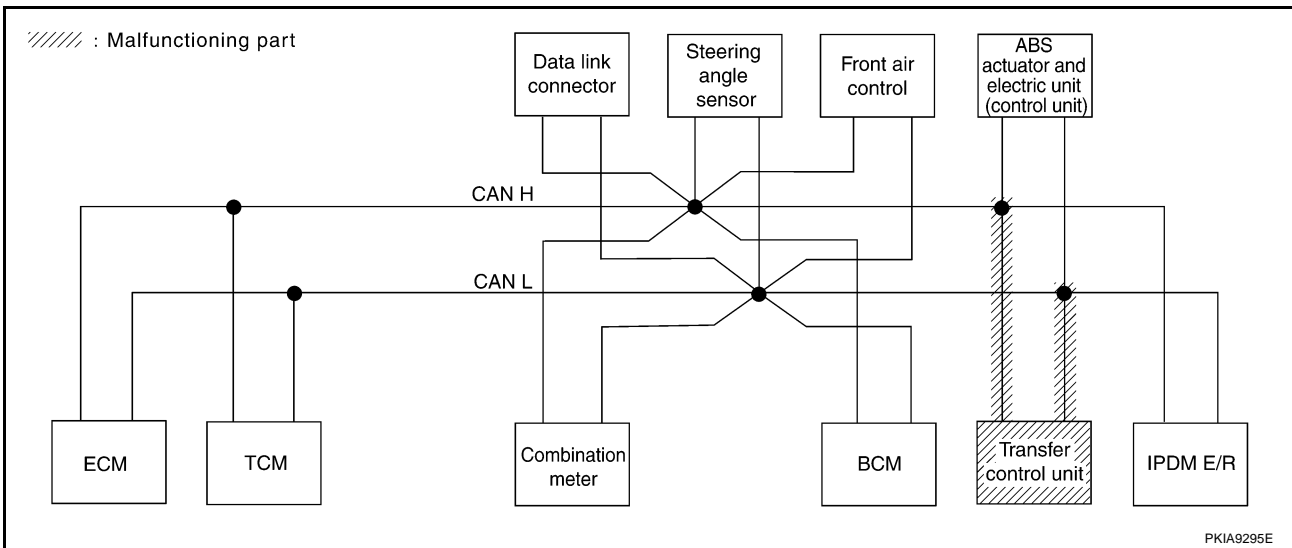 : Malfunctioning part
Data link
connector
Steering
angle
sensor
Front air
control
ABS
actuator and
electric unit
(control unit)
CAN H
CAN L
ECM
TCM
Combination
meter
BCM
Transfer
control unit
IPDM E/R
PKIA9295E